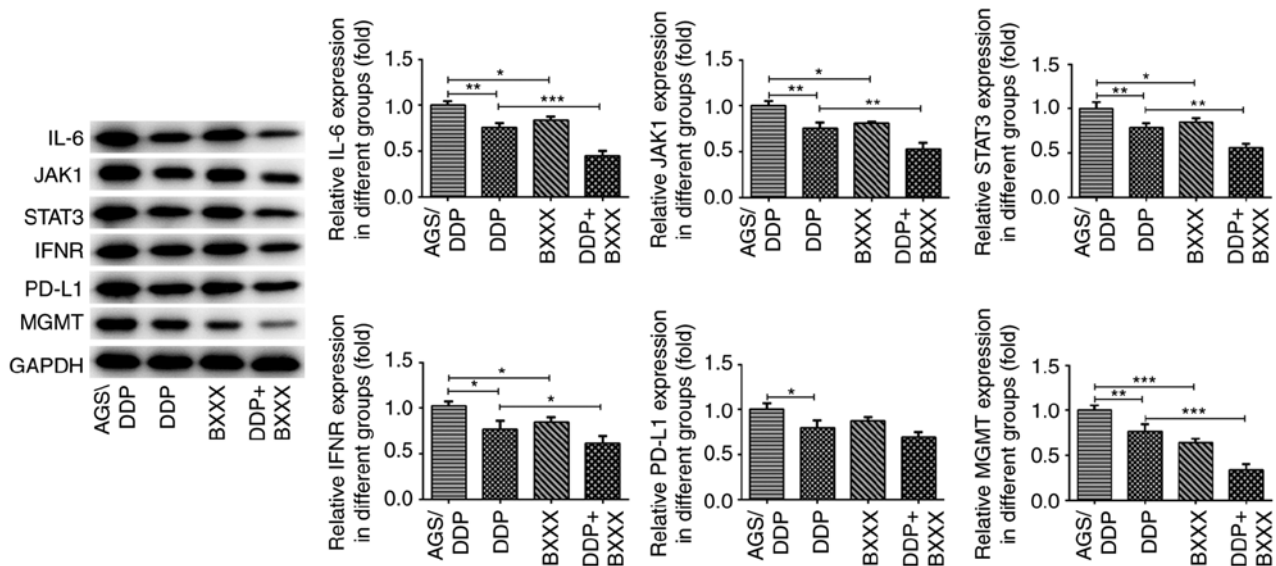 IL-6
JAK1
STAT3
IFNR
PD-L1
MGMT
GAPDH
AGS\
DDP
DDP
BXXX
DDP+
BXXX
Relative IL-6 expression
in different groups (fold)
1.5
1.0
0.5
0.0
*
**
***
AGS/
DDP
DDP
BXXX
DDP+
BXXX
Relative JAK1 expression
in different groups (fold)
1.5
1.0
0.5
0.0
*
**
**
AGS/
DDP
DDP
BXXX
DDP+
BXXX
Relative STAT3 expression
in different groups (fold)
1.5
1.0
0.5
0.0
*
**
**
AGS/
DDP
DDP
BXXX
DDP+
BXXX
Relative IFNR expression
in different groups (fold)
1.5
1.0
0.5
0.0
*
*
*
AGS/
DDP
DDP
BXXX
DDP+
BXXX
Relative PD-L1 expression
in different groups (fold)
1.5
1.0
0.5
0.0
*
AGS/
DDP
DDP
BXXX
DDP+
BXXX
Relative MGMT expression
in different groups (fold)
1.5
1.0
0.5
0.0
***
**
***
AGS/
DDP
DDP
BXXX
DDP+
BXXX